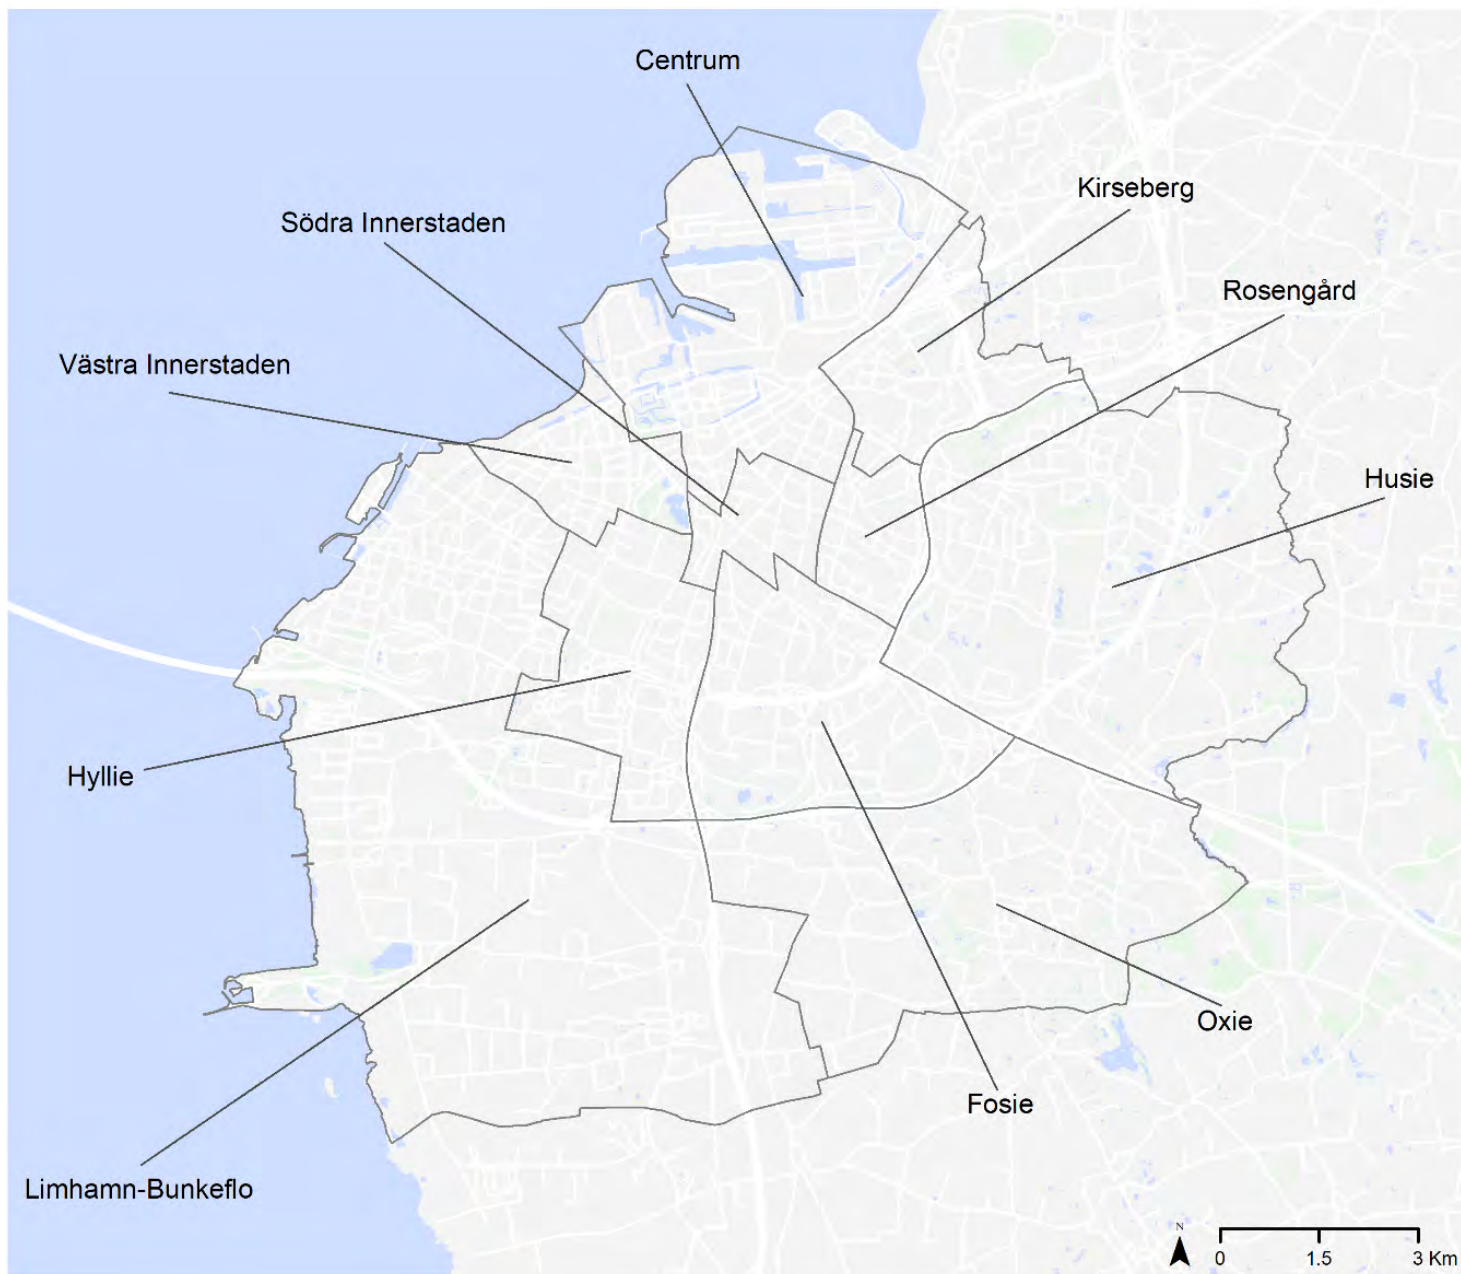 Centrum
Kirseberg
Södra Innerstaden
Rosengård
Västra Innerstaden
Husie
Hyllie
Oxie
Fosie
Limhamn-Bunkeflo
N
0 1.5 3 Km